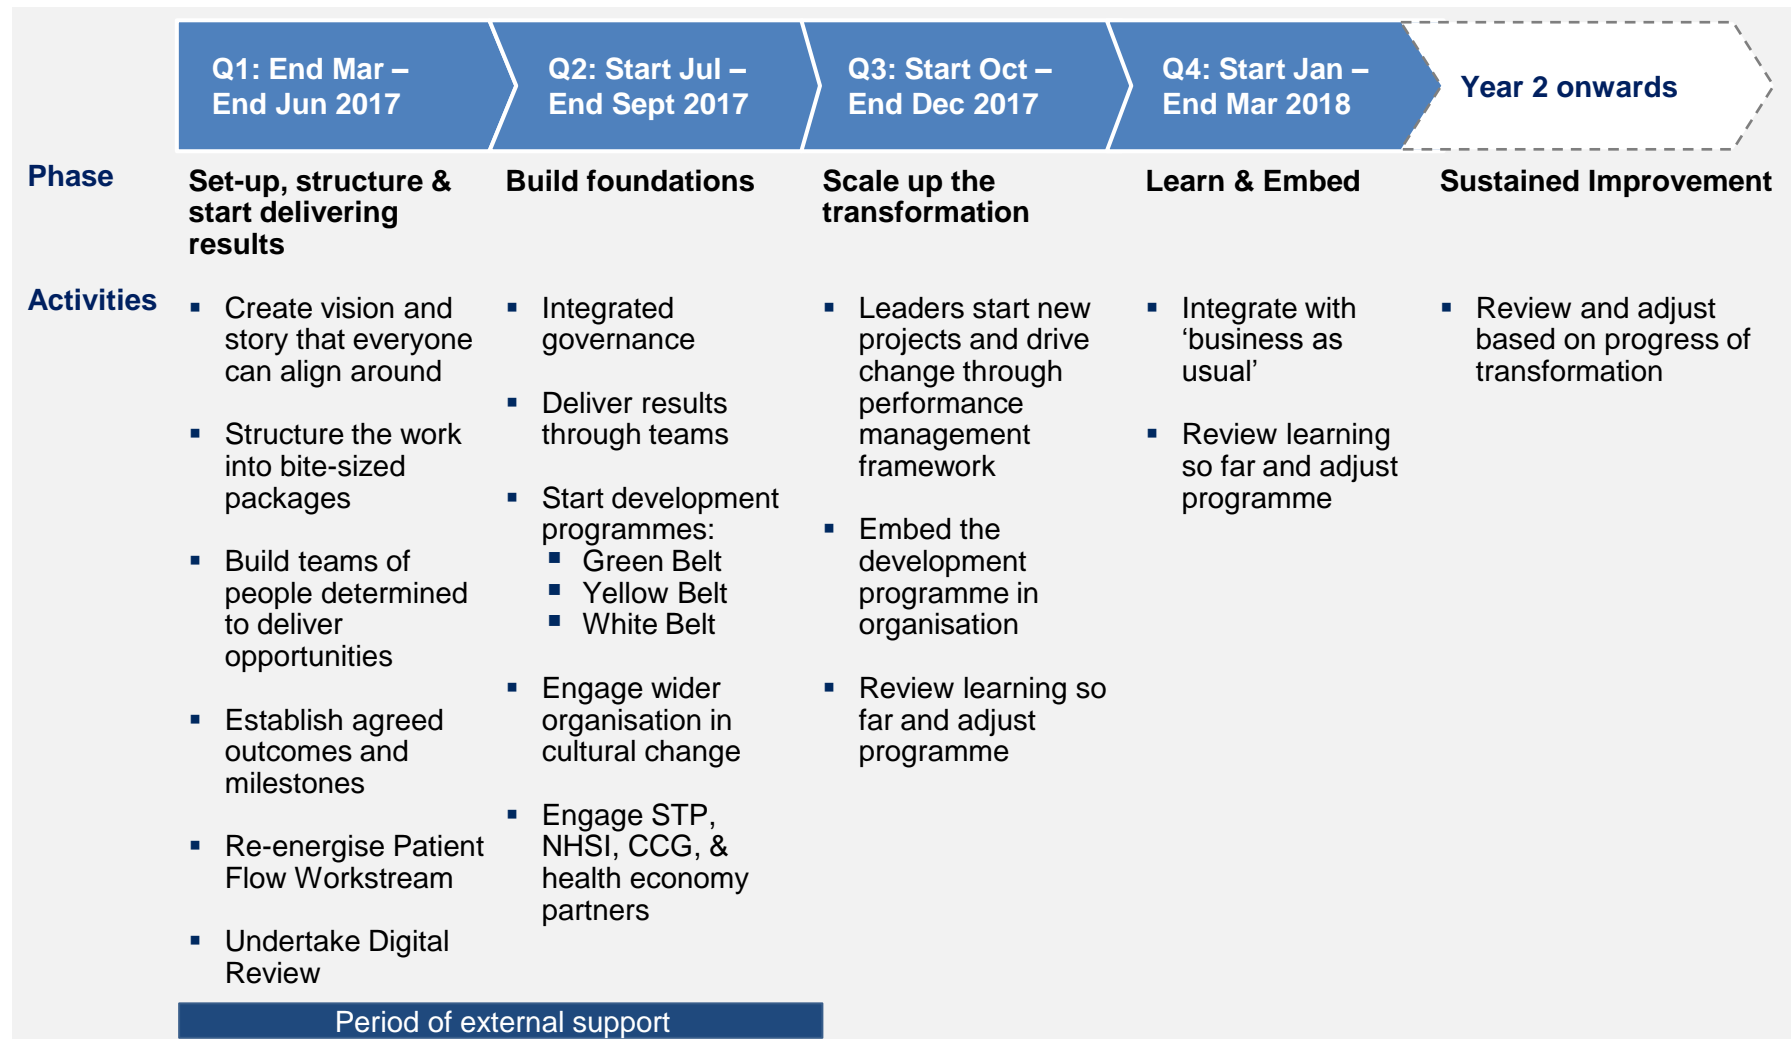 Q1: End Mar –
End Jun 2017
Q2: Start Jul –
End Sept 2017
Q3: Start Oct –
End Dec 2017
Q4: Start Jan –
End Mar 2018
Year 2 onwards
Phase
Set-up, structure &
start delivering
results
Build foundations
Scale up the
transformation
Learn & Embed
Sustained Improvement
Activities
▪ Create vision and
story that everyone
can align around
▪ Structure the work
into bite-sized
packages
▪ Build teams of
people determined
to deliver
opportunities
▪ Establish agreed
outcomes and
milestones
▪ Re-energise Patient
Flow Workstream
▪ Undertake Digital
Review
▪ Integrated
governance
▪ Deliver results
through teams
▪ Start development
programmes:
▪ Green Belt
▪ Yellow Belt
▪ White Belt
▪ Engage wider
organisation in
cultural change
▪ Engage STP,
NHSI, CCG, &
health economy
partners
▪ Leaders start new
projects and drive
change through
performance
management
framework
▪ Embed the
development
programme in
organisation
▪ Review learning so
far and adjust
programme
▪ Integrate with
‘business as
usual’
▪ Review learning
so far and adjust
programme
▪ Review and adjust
based on progress of
transformation
Period of external support